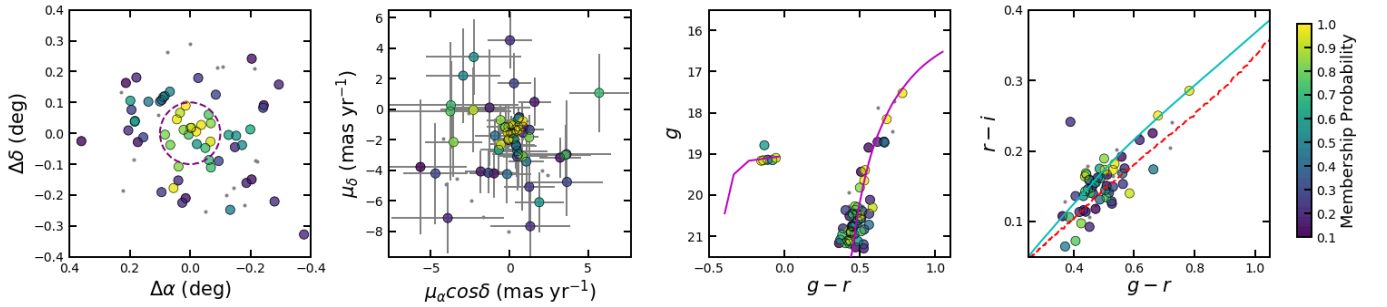 0.4
0.3
0.2
0.1
0.0
−0.1
−0.2
−0.3
−0.4
0.4 0.2 0.0 −0.2 −0.4
Δδ (deg)
Δα (deg)
6
4
2
0
−2
−4
−6
−8
−5 0 5
μδ (mas yr⁻¹)
μαcosδ (mas yr⁻¹)
16
17
18
19
20
21
−0.5 0.0 0.5 1.0
g
g − r
0.4
0.3
0.2
0.1
0.4 0.6 0.8 1.0
r − i
g − r
1.0
0.9
0.8
0.7
0.6
0.5
0.4
0.3
0.2
0.1
Membership Probability